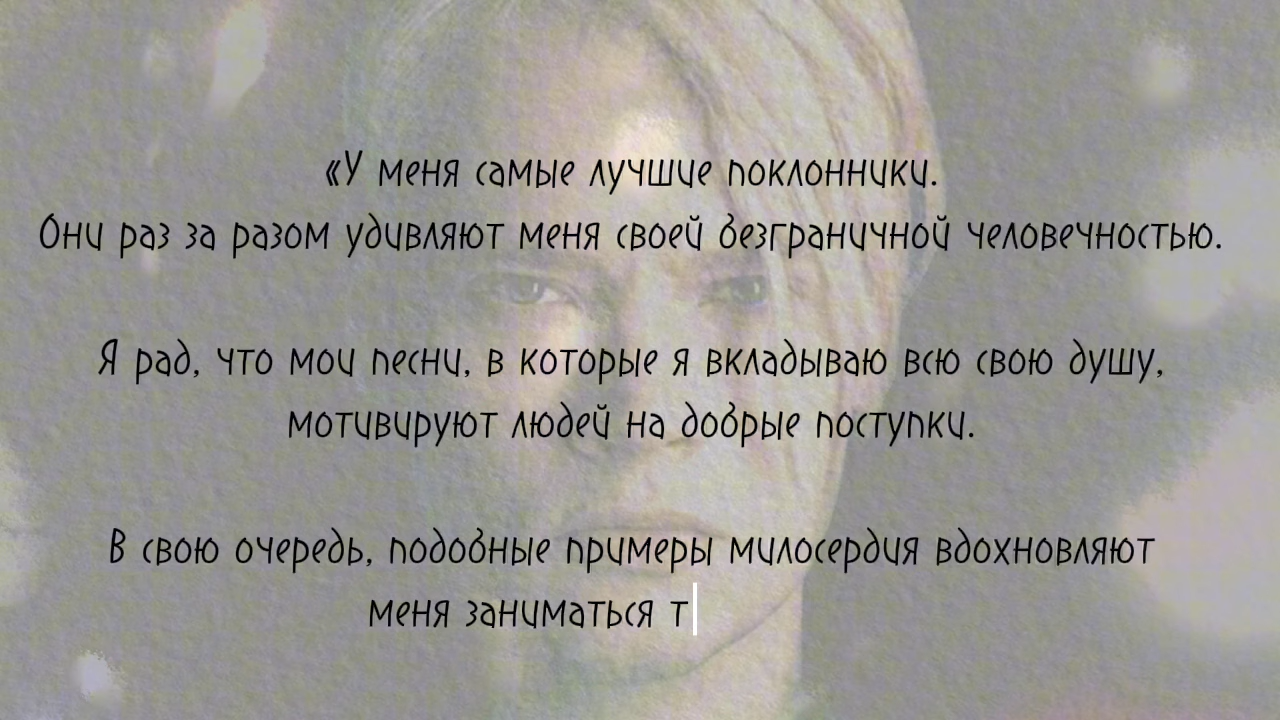 «У меня самые лучшие поклонники.
Они раз за разом удивляют меня своей безграничной человечностью.
Я рад, что мои песни, в которые я вкладываю всю свою душу,
мотивируют людей на добрые поступки.
В свою очередь, подобные примеры милосердия вдохновляют
меня заниматься т